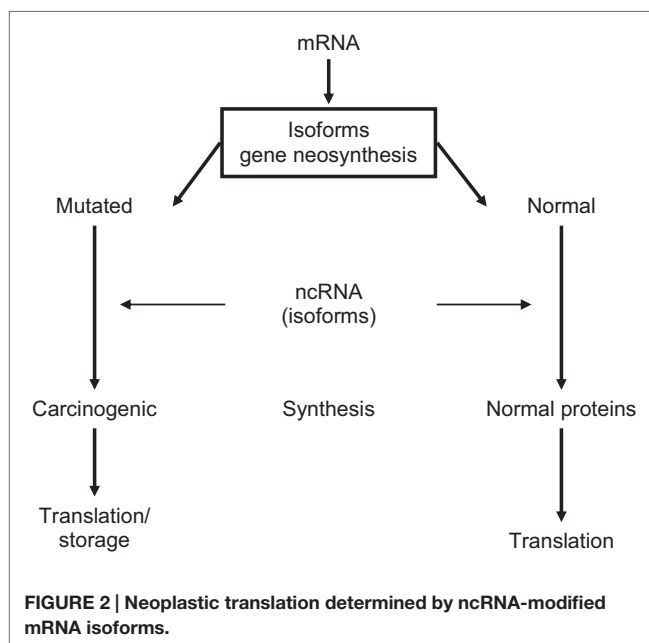 mRNA
Isoforms
gene neosynthesis
Mutated
Normal
ncRNA
(isoforms)
Carcinogenic
Synthesis
Normal proteins
Translation/
storage
Translation
FIGURE 2 | Neoplastic translation determined by ncRNA-modified
mRNA isoforms.